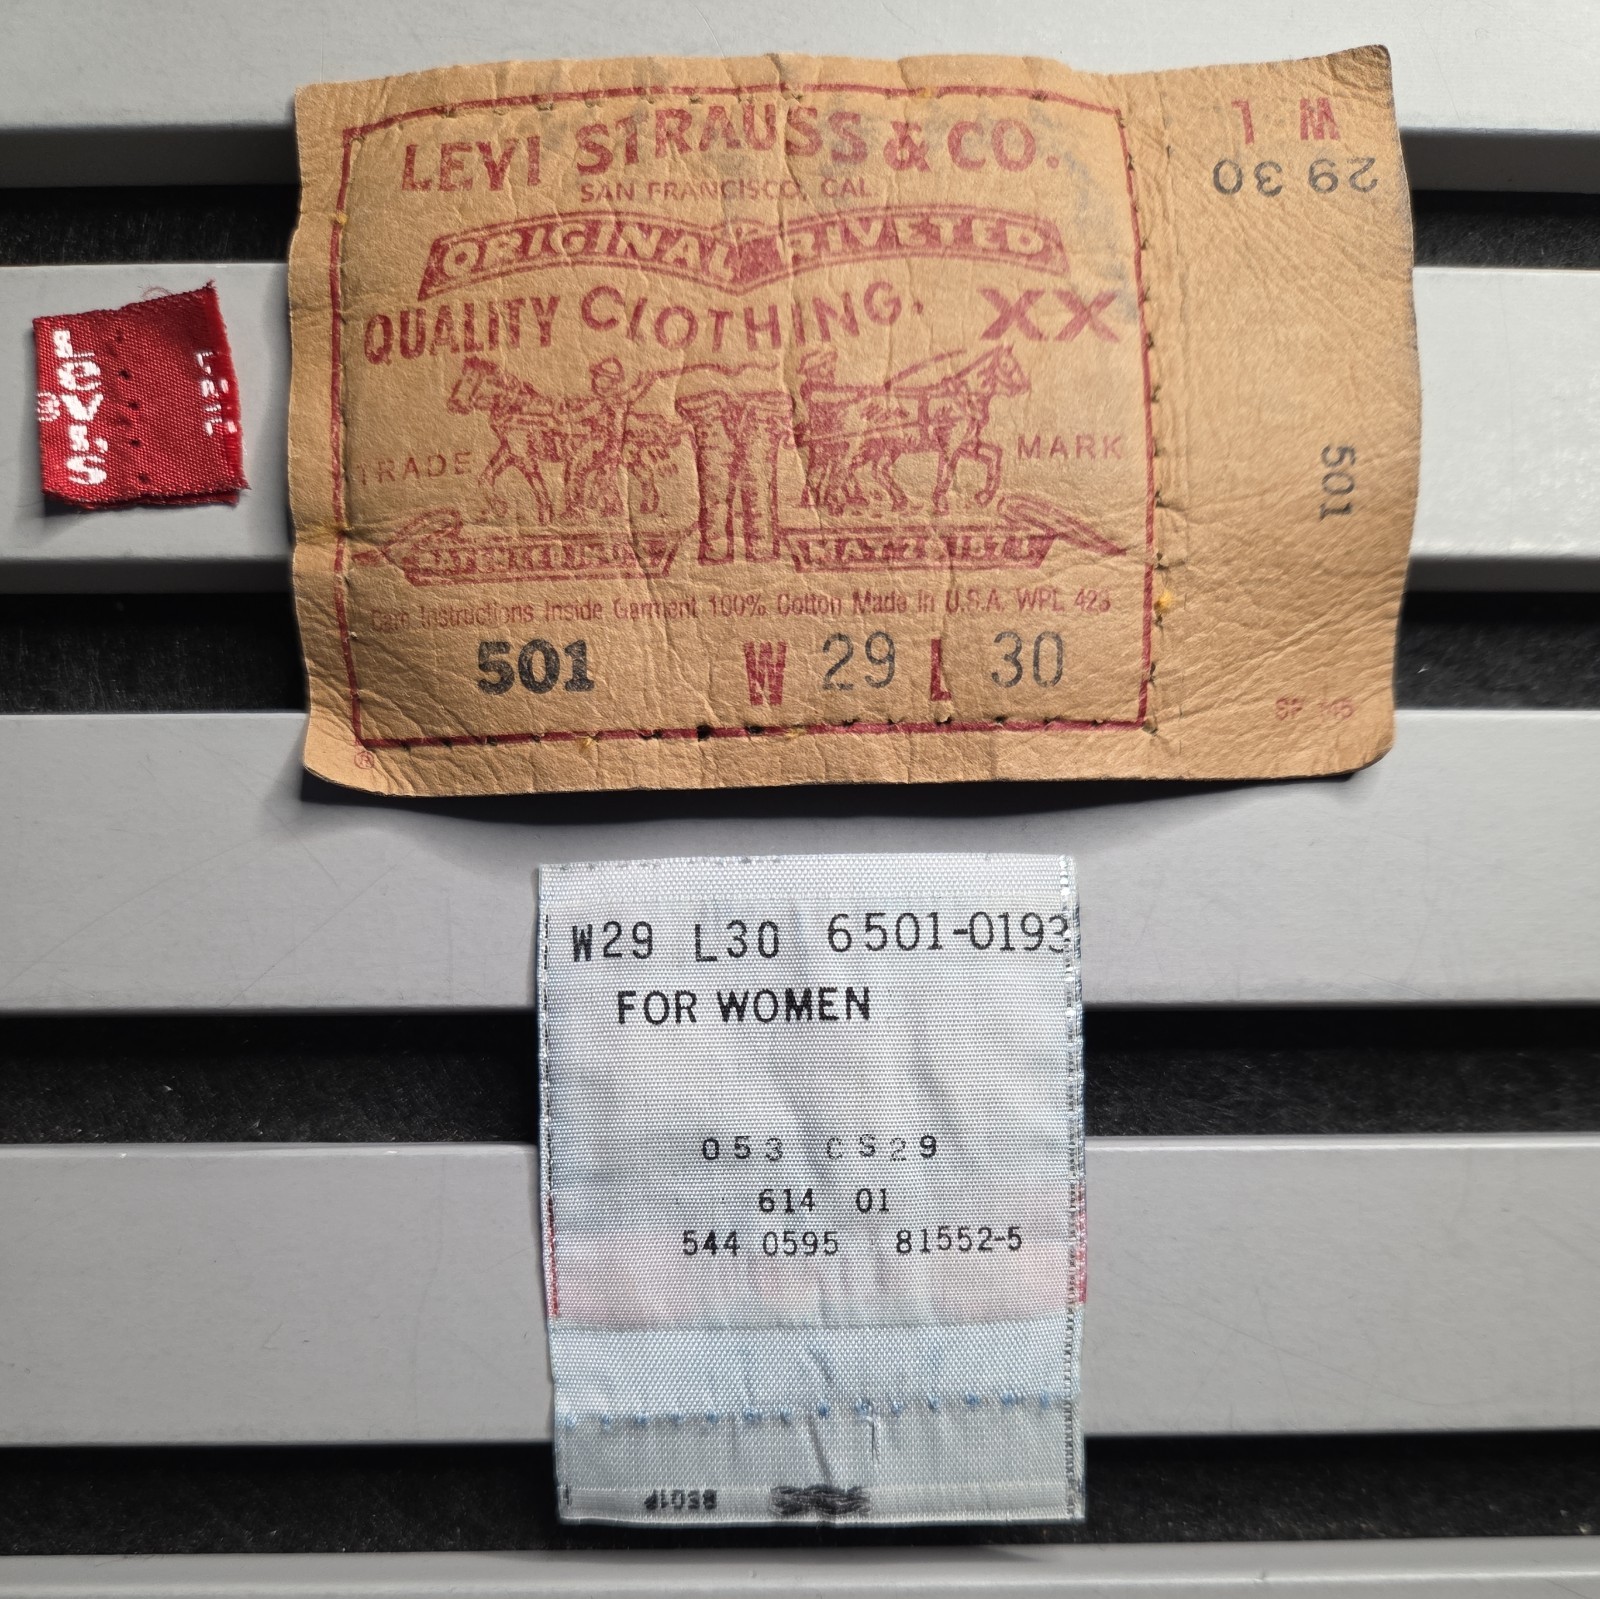 LEVI STRAUSS & CO.
SAN FRANCISCO, CAL
ORIGINAL RIVETED
QUALITY CLOTHING. XX
TRADE MARK
Care Instructions Inside Garment 100% Cotton Made in U.S.A. WPL 423
501 W 29 L 30
®
W L
29 30
501
Levi's
®
W29 L30 6501-0193
FOR WOMEN
053 CS29
614 01
544 0595 81552-5